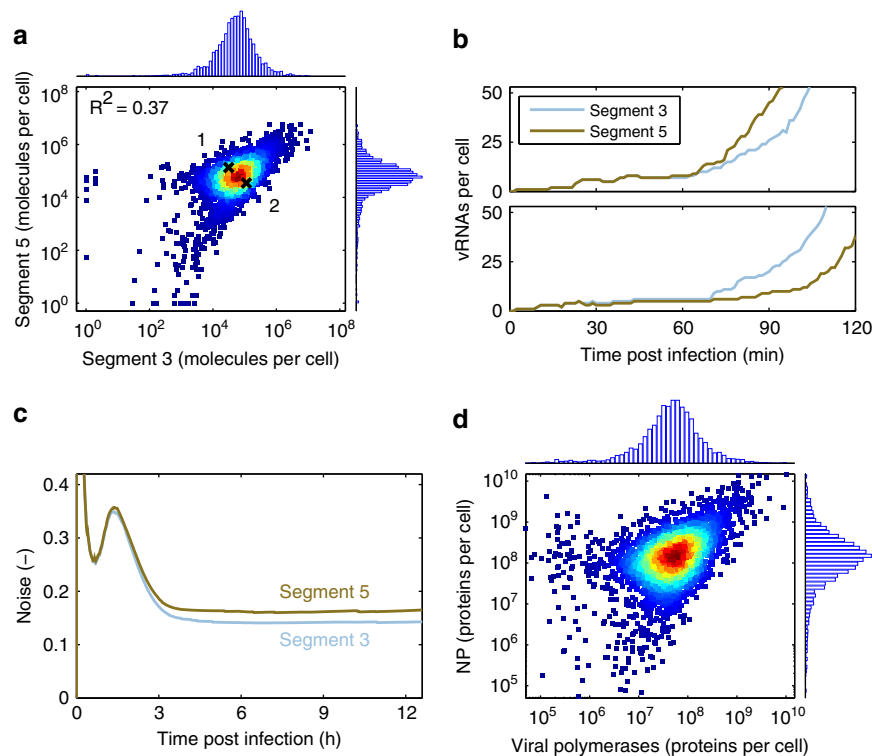 a
R² = 0.37
1
2
10⁸
10⁶
10⁴
10²
10⁰
Segment 5 (molecules per cell)
10⁰
10²
10⁴
10⁶
10⁸
Segment 3 (molecules per cell)
b
Segment 3
Segment 5
50
25
0
50
25
0
vRNAs per cell
0
30
60
90
120
Time post infection (min)
c
0.4
0.3
0.2
0.1
0
Noise (–)
Segment 5
Segment 3
0
3
6
9
12
Time post infection (h)
d
10¹⁰
10⁹
10⁸
10⁷
10⁶
10⁵
NP (proteins per cell)
10⁵
10⁶
10⁷
10⁸
10⁹
10¹⁰
Viral polymerases (proteins per cell)